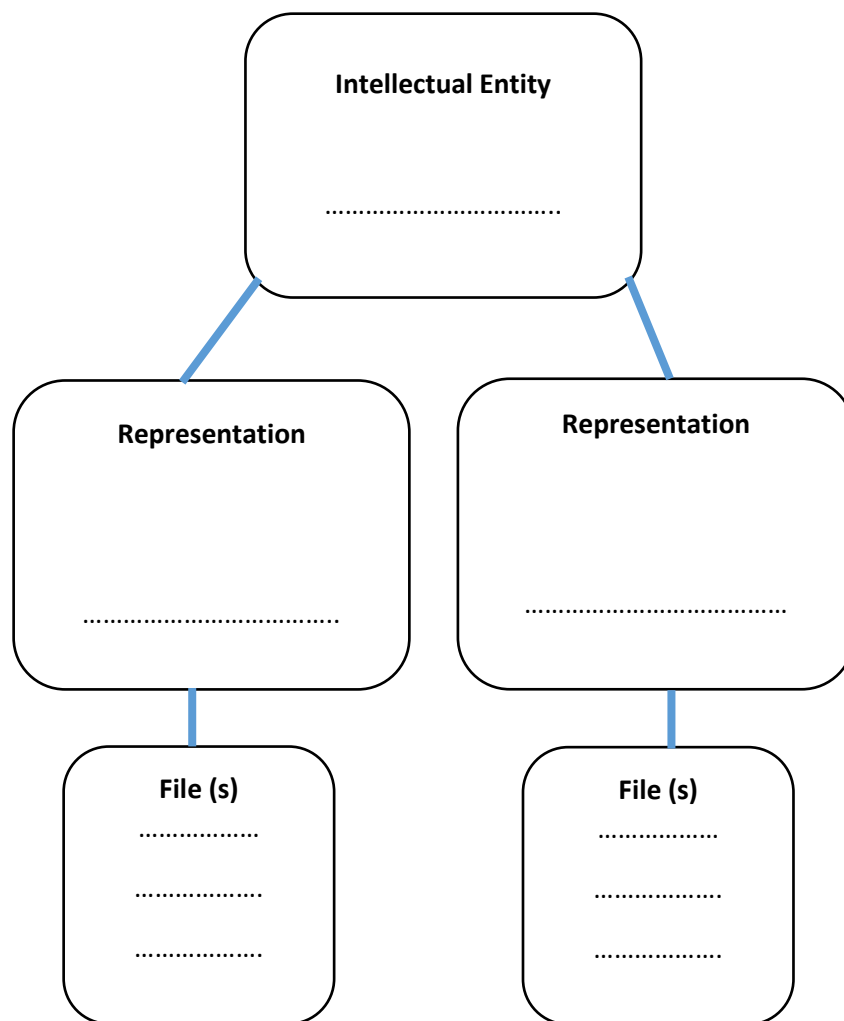 Intellectual Entity
……………………………..
Representation
Representation
………………………………..
…………………………………
File (s)
File (s)
………………
………………
……………….
……………….
……………….
……………….